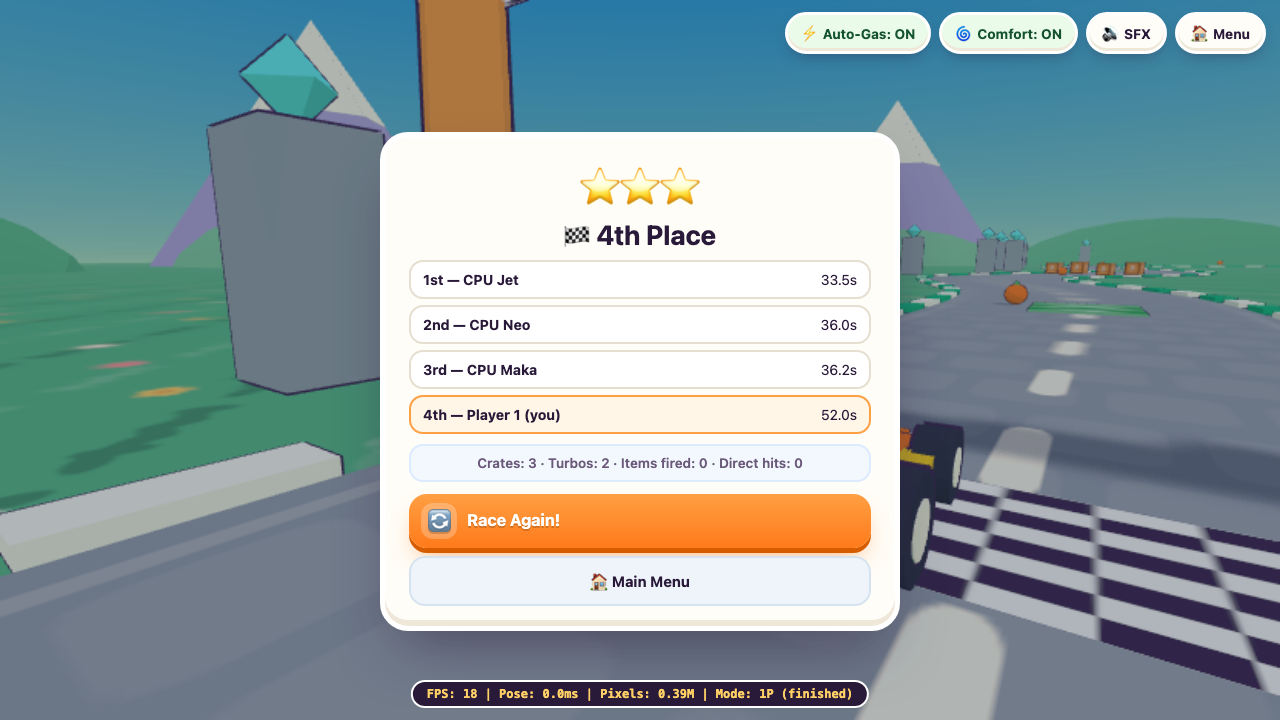 ⚡ Auto-Gas: ON
🌀 Comfort: ON
🔈 SFX
🏠 Menu
⭐⭐⭐
🏁 4th Place
1st — CPU Jet 33.5s
2nd — CPU Neo 36.0s
3rd — CPU Maka 36.2s
4th — Player 1 (you) 52.0s
Crates: 3 · Turbos: 2 · Items fired: 0 · Direct hits: 0
🔄 Race Again!
🏠 Main Menu
FPS: 18 | Pose: 0.0ms | Pixels: 0.39M | Mode: 1P (finished)